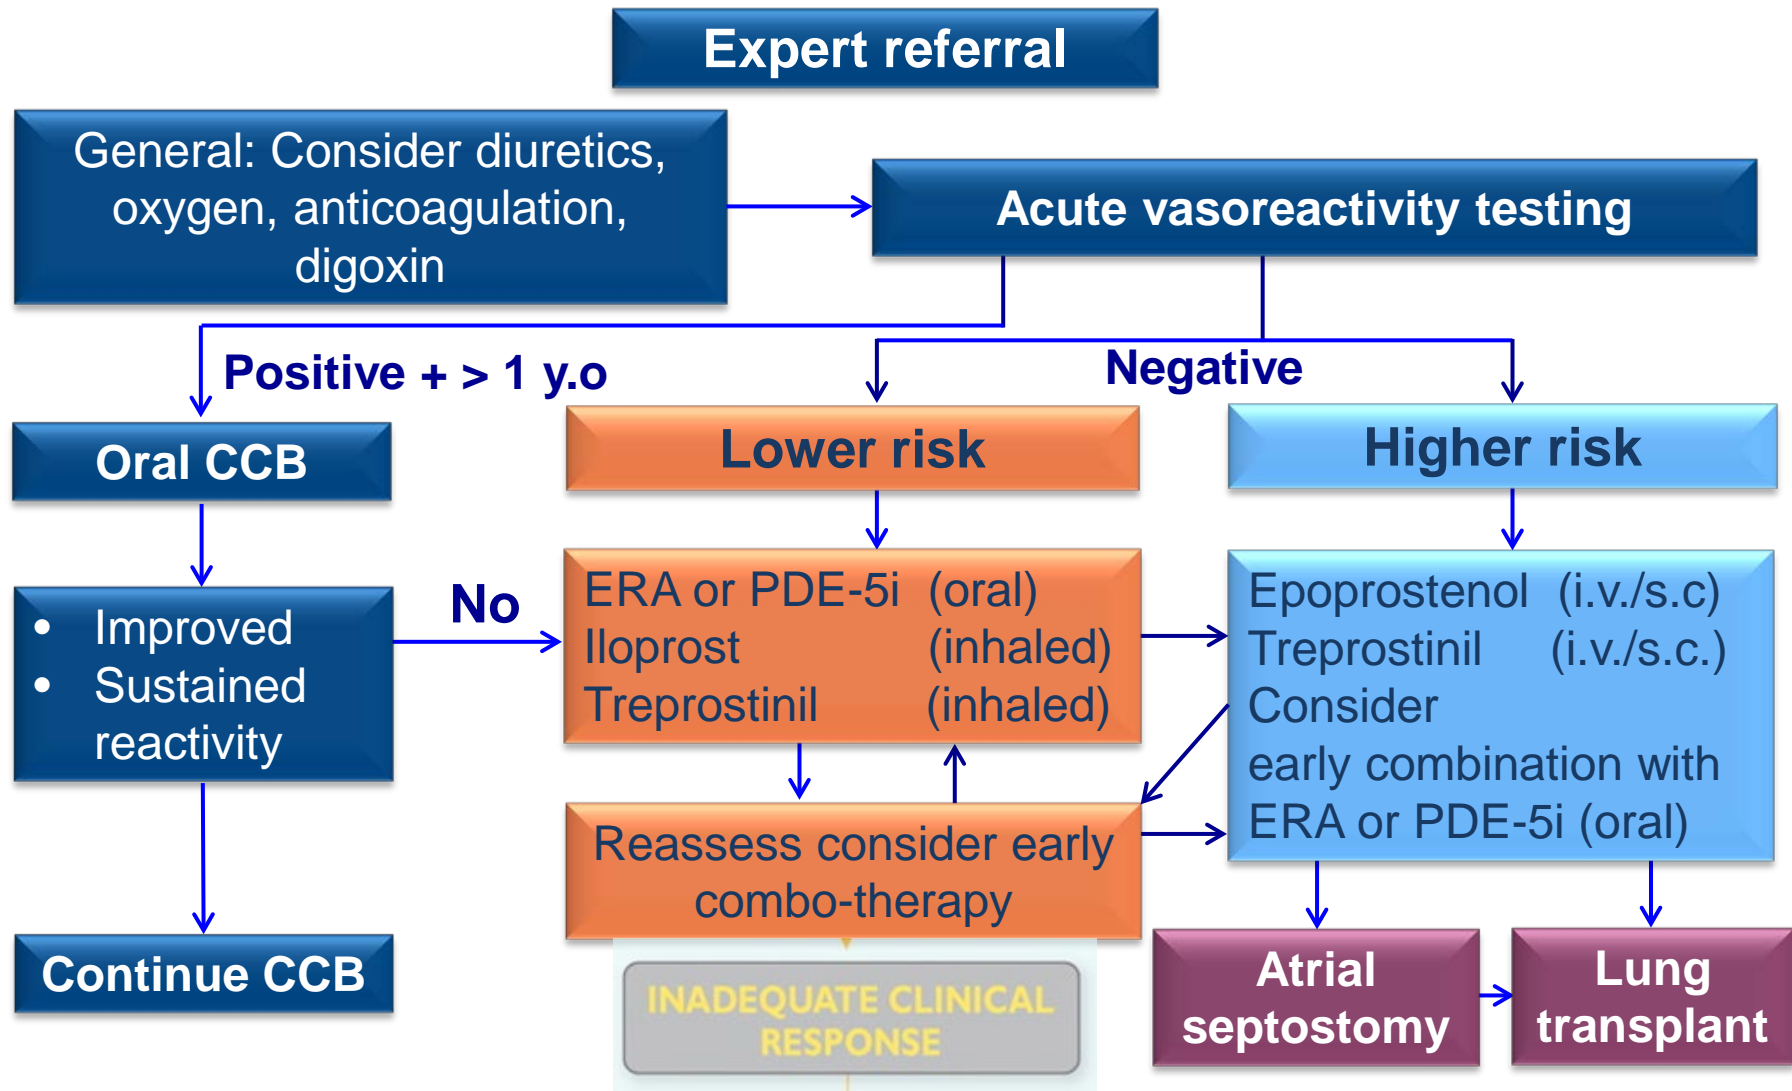 Expert referral
General: Consider diuretics,
oxygen, anticoagulation,
digoxin
Acute vasoreactivity testing
Positive + > 1 y.o
Negative
Oral CCB
Lower risk
Higher risk
• Improved
• Sustained
reactivity
No
ERA or PDE-5i (oral)
Iloprost (inhaled)
Treprostinil (inhaled)
Epoprostenol (i.v./s.c)
Treprostinil (i.v./s.c.)
Consider
early combination with
ERA or PDE-5i (oral)
Reassess consider early
combo-therapy
Continue CCB
INADEQUATE CLINICAL
RESPONSE
Atrial
septostomy
Lung
transplant